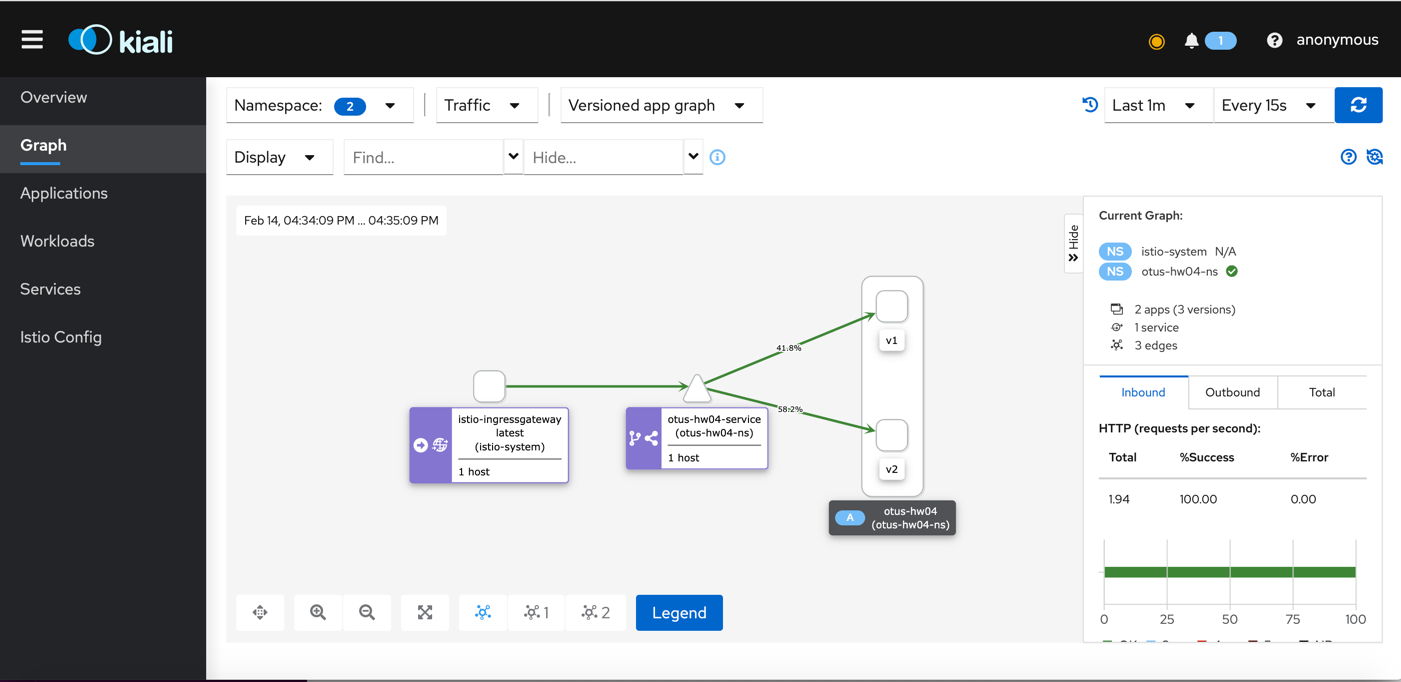 kiali
1
anonymous
Overview
Graph
Applications
Workloads
Services
Istio Config
Namespace: 2
Traffic
Versioned app graph
Last 1m
Every 15s
Display
Find...
Hide...
Feb 14, 04:34:09 PM ... 04:35:09 PM
Hide
41.8%
58.2%
v1
v2
istio-ingressgateway
latest
(istio-system)
1 host
otus-hw04-service
(otus-hw04-ns)
1 host
A
otus-hw04
(otus-hw04-ns)
1
2
Legend
Current Graph:
NS istio-system N/A
NS otus-hw04-ns
2 apps (3 versions)
1 service
3 edges
Inbound Outbound Total
HTTP (requests per second):
Total %Success %Error
1.94 100.00 0.00
0 25 50 75 100